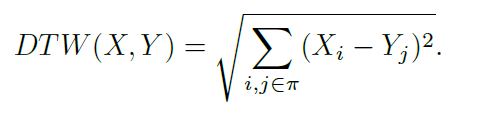 $DTW(X, Y) = \sqrt{\sum_{i,j \in \pi} (X_i - Y_j)^2}.$